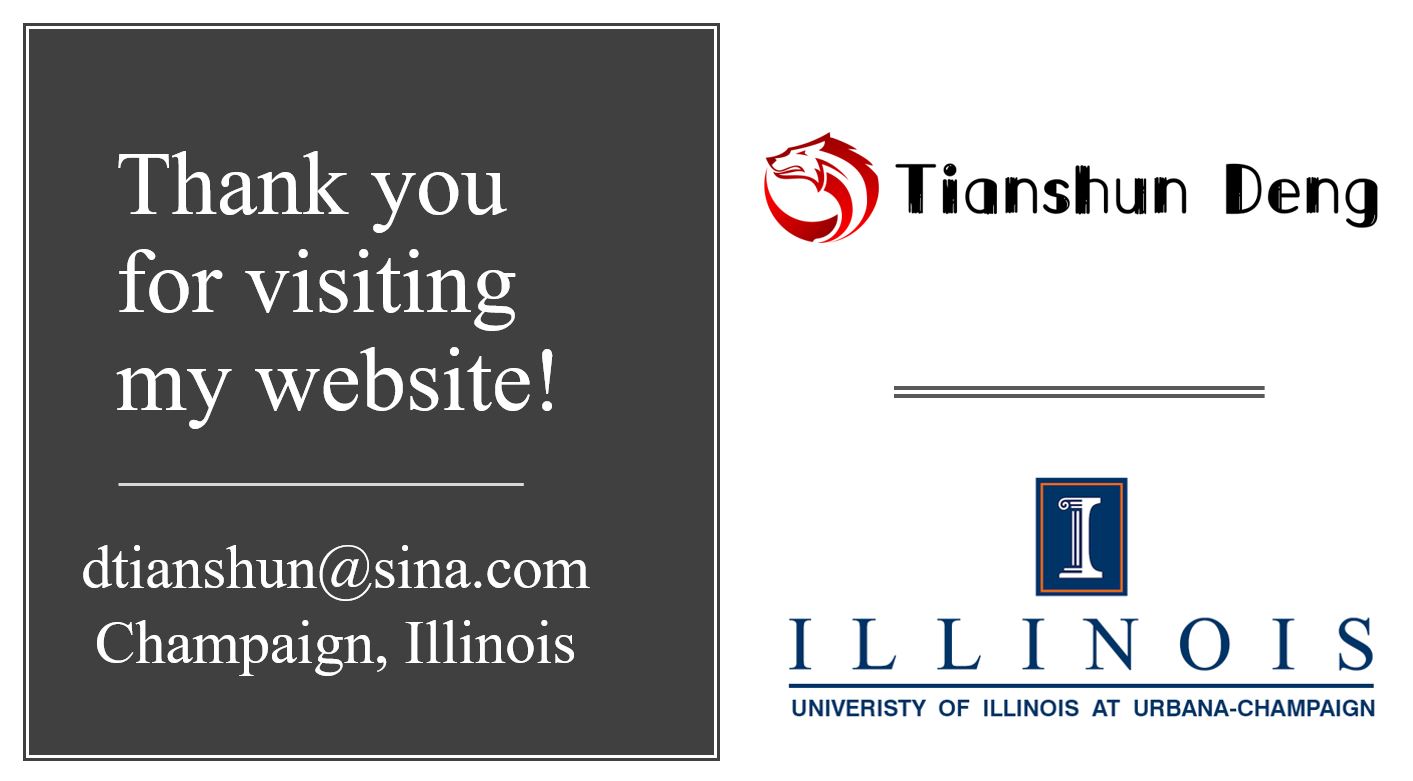 Thank you
for visiting
my website!
dtianshun@sina.com
Champaign, Illinois
Tianshun Deng
I
ILLINOIS
UNIVERISTY OF ILLINOIS AT URBANA-CHAMPAIGN